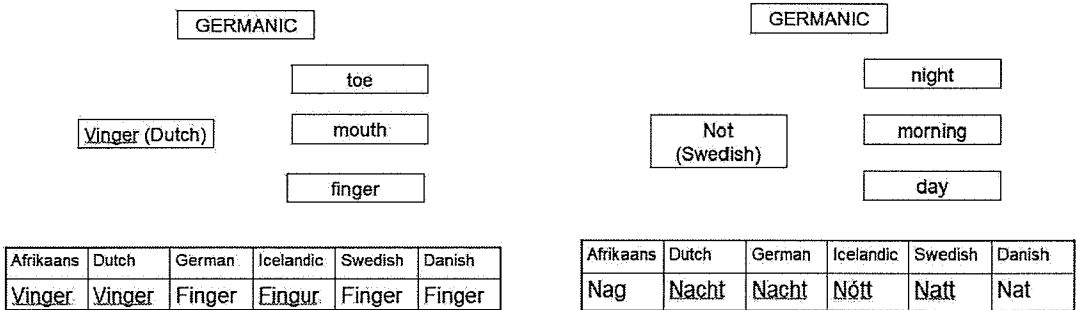 GERMANIC
toe
Vinger (Dutch)
mouth
finger
Afrikaans Dutch German Icelandic Swedish Danish
Vinger Vinger Finger Fingur Finger Finger
GERMANIC
night
Not
(Swedish)
morning
day
Afrikaans Dutch German Icelandic Swedish Danish
Nag Nacht Nacht Nótt Natt Nat